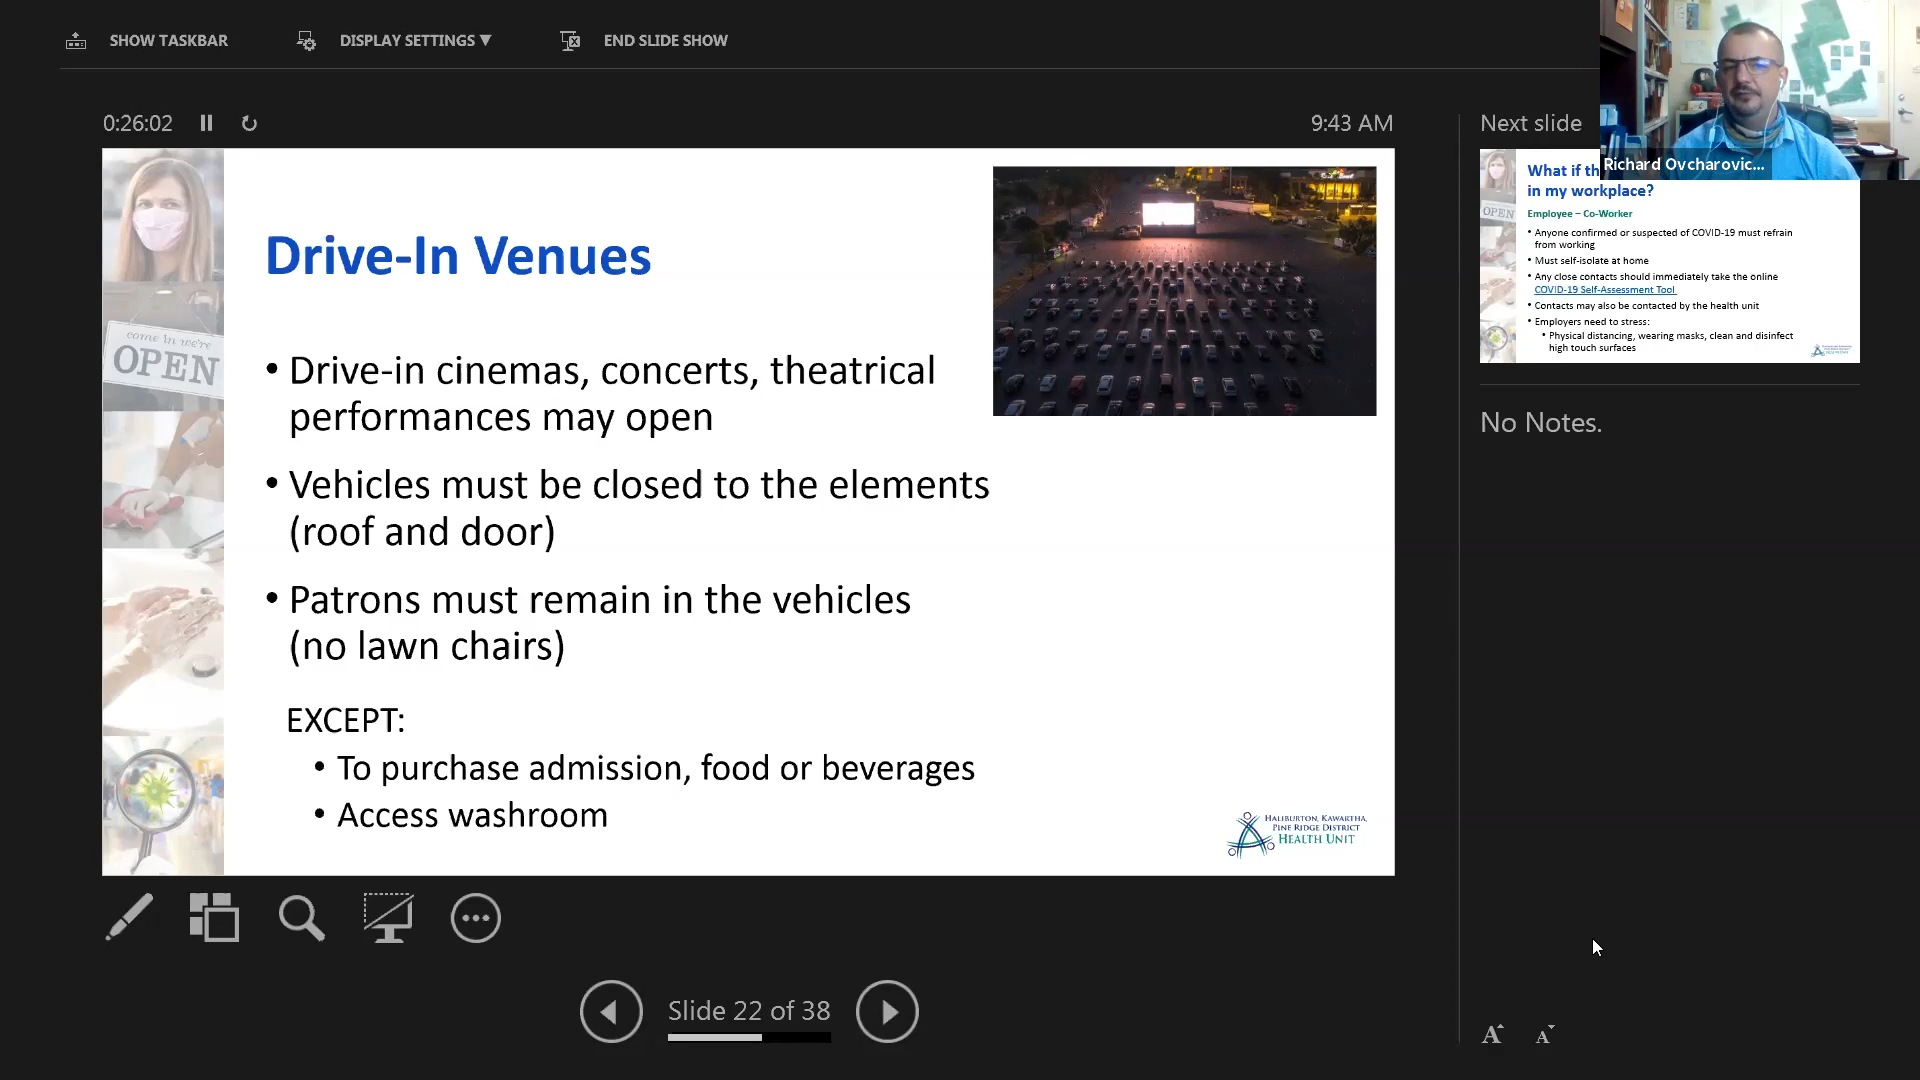 SHOW TASKBAR
DISPLAY SETTINGS ▼
END SLIDE SHOW
0:26:02
9:43 AM
Next slide
Richard Ovcharovic...
come in we're
OPEN
Drive-In Venues
• Drive-in cinemas, concerts, theatrical
performances may open
• Vehicles must be closed to the elements
(roof and door)
• Patrons must remain in the vehicles
(no lawn chairs)
EXCEPT:
• To purchase admission, food or beverages
• Access washroom
HALIBURTON, KAWARTHA,
PINE RIDGE DISTRICT
HEALTH UNIT
What if th
in my workplace?
OPEN
Employee – Co-Worker
• Anyone confirmed or suspected of COVID-19 must refrain
from working
• Must self-isolate at home
• Any close contacts should immediately take the online
COVID-19 Self-Assessment Tool
• Contacts may also be contacted by the health unit
• Employers need to stress:
• Physical distancing, wearing masks, clean and disinfect
high touch surfaces
No Notes.
Slide 22 of 38
A A